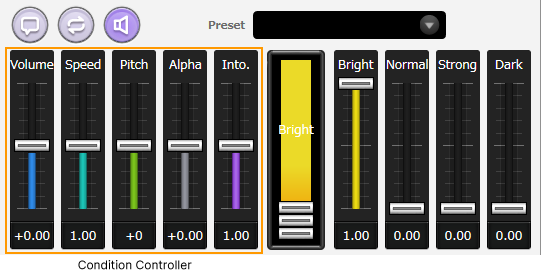 Preset
Volume Speed Pitch Alpha Into. Bright Normal Strong Dark
Bright
+0.00 1.00 +0 +0.00 1.00 1.00 0.00 0.00 0.00
Condition Controller